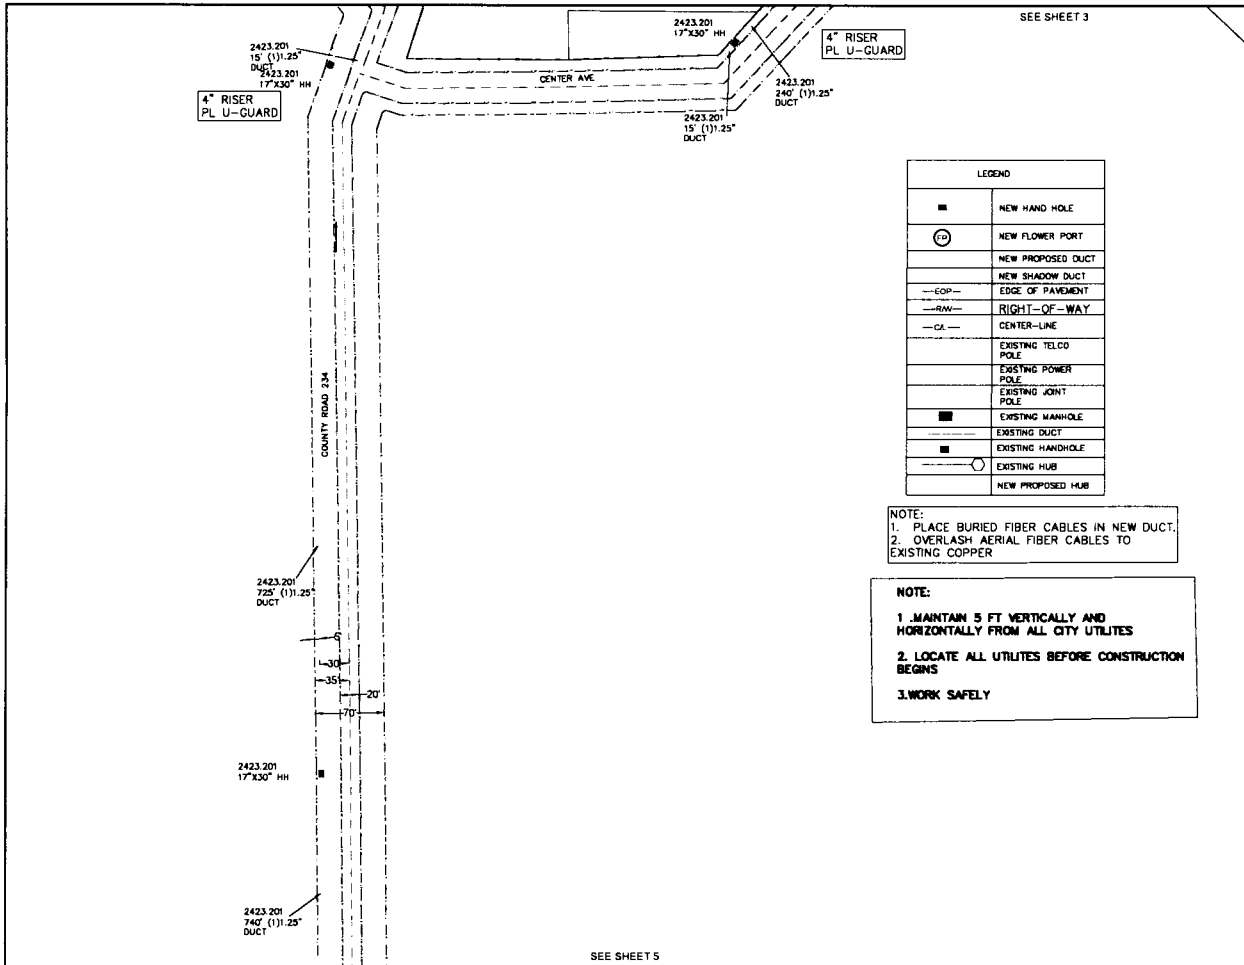 SEE SHEET 3
2423.201
17"X30" HH
4" RISER
PL U-GUARD
2423.201
15' (1)1.25"
DUCT
2423.201
17"X30" HH
4" RISER
PL U-GUARD
CENTER AVE
2423.201
240' (1)1.25"
DUCT
2423.201
15' (1)1.25"
DUCT
LEGEND
NEW HAND HOLE
FP
NEW FLOWER PORT
NEW PROPOSED DUCT
NEW SHADOW DUCT
EOP
EDGE OF PAVEMENT
R/W
RIGHT-OF-WAY
C/L
CENTER-LINE
EXISTING TELCO
POLE
EXISTING POWER
POLE
EXISTING JOINT
POLE
EXISTING MANHOLE
EXISTING DUCT
EXISTING HANDHOLE
EXISTING HUB
NEW PROPOSED HUB
COUNTY ROAD 234
NOTE:
1. PLACE BURIED FIBER CABLES IN NEW DUCT.
2. OVERLASH AERIAL FIBER CABLES TO
EXISTING COPPER
2423.201
725' (1)1.25"
DUCT
NOTE:
1 .MAINTAIN 5 FT VERTICALLY AND
HORIZONTALLY FROM ALL CITY UTILITES
2. LOCATE ALL UTILITES BEFORE CONSTRUCTION
BEGINS
3.WORK SAFELY
30'
35'
20'
70'
2423.201
17"X30" HH
2423.201
740' (1)1.25"
DUCT
SEE SHEET 5